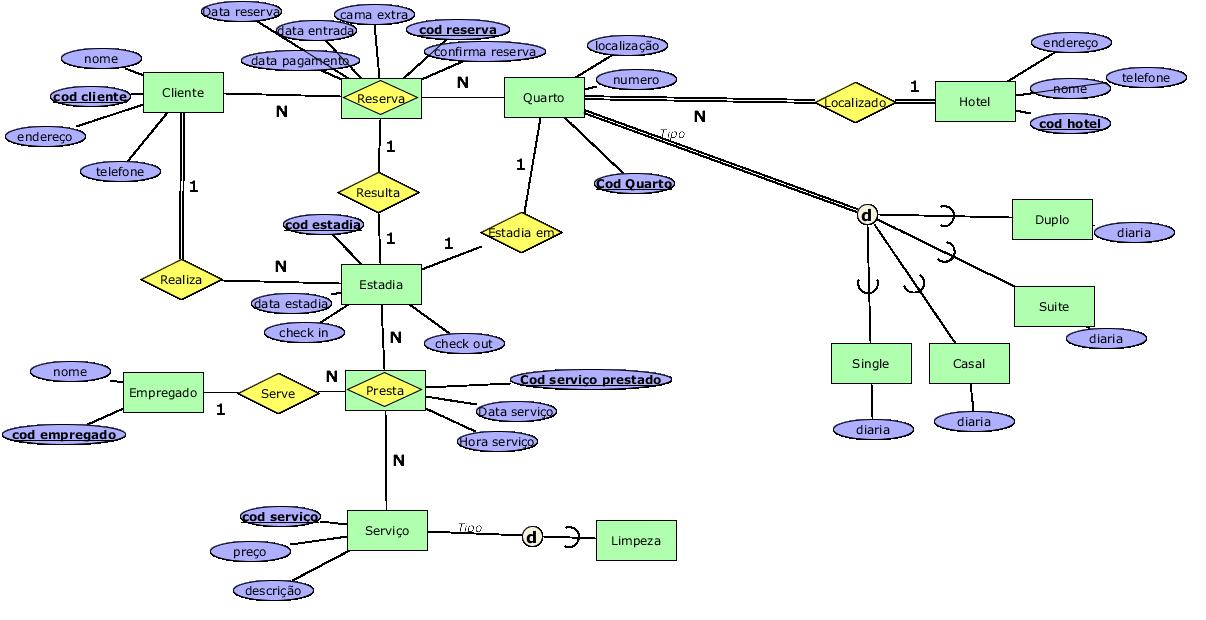 Data reserva
cama extra
data entrada
cod reserva
data pagamento
confirma reserva
localização
endereço
nome
numero
nome
telefone
cod cliente
Cliente
N
Reserva
N
Quarto
N
Localizado
1
Hotel
cod hotel
endereço
telefone
1
1
Tipo
1
Cod Quarto
Resulta
cod estadia
1
1
Estadia em
d
Duplo
diaria
Realiza
N
Estadia
data estadia
check in
check out
N
Suite
diaria
Single
Casal
diaria
diaria
nome
Empregado
1
Serve
N
Presta
Cod serviço prestado
Data serviço
Hora serviço
cod empregado
N
cod serviço
Serviço
Tipo
d
Limpeza
preço
descrição